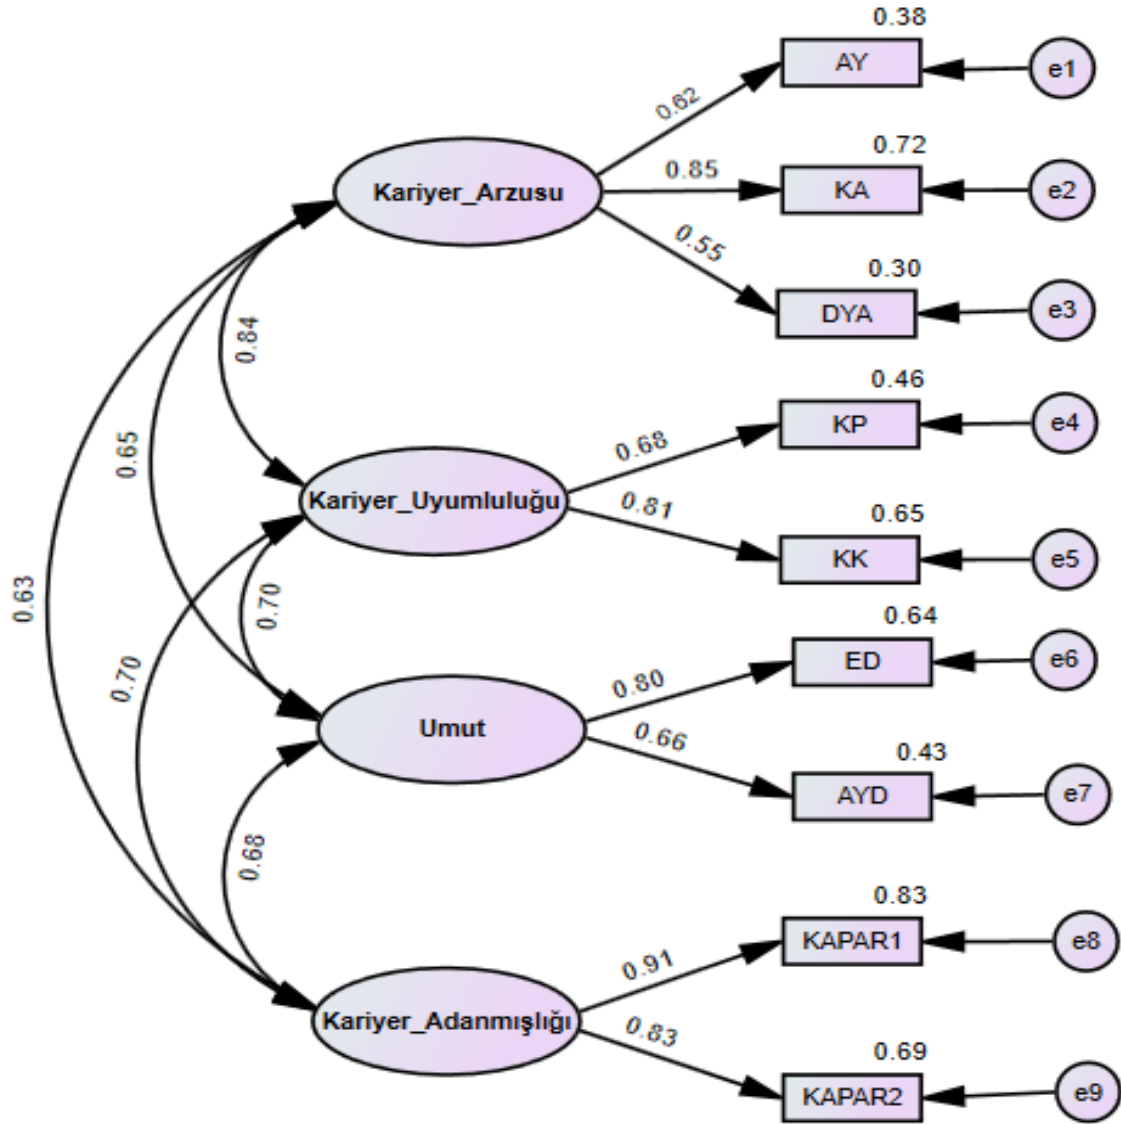 0.38
AY
e1
0.62
0.72
0.85
KA
e2
Kariyer_Arzusu
0.55
0.30
DYA
e3
0.84
0.46
KP
e4
0.68
0.65
Kariyer_Uyumluluğu
0.81
0.65
KK
e5
0.63
0.70
0.64
ED
e6
0.70
0.80
Umut
0.66
0.43
AYD
e7
0.68
0.83
KAPAR1
e8
0.91
Kariyer_Adanmışlığı
0.83
0.69
KAPAR2
e9